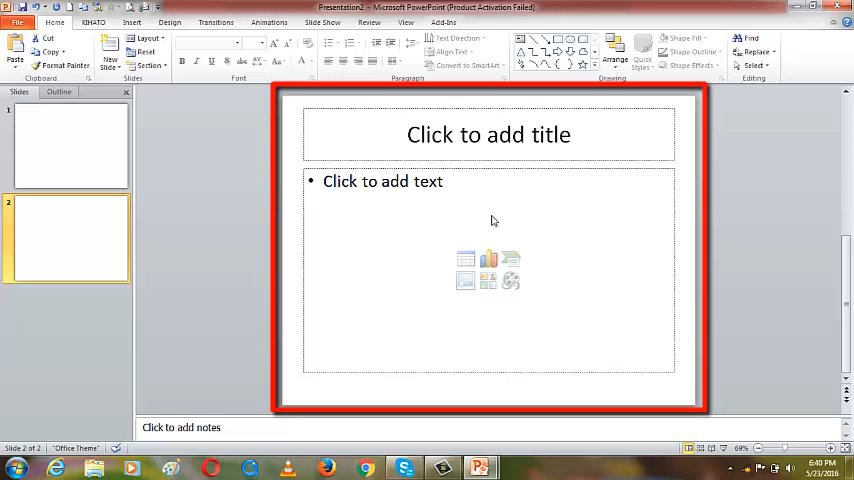 Presentation2 - Microsoft PowerPoint (Product Activation Failed)
File Home KIHATO Insert Design Transitions Animations Slide Show Review View Add-Ins
Paste
Cut
Copy
Format Painter
Clipboard
New Slide
Layout
Reset
Section
Slides
B I U S abc AV Aa A
Font
Text Direction
Align Text
Convert to SmartArt
Paragraph
Arrange
Quick Styles
Shape Fill
Shape Outline
Shape Effects
Drawing
Find
Replace
Select
Editing
Slides Outline
1
2
Click to add title
• Click to add text
Click to add notes
Slide 2 of 2 "Office Theme" 69%
6:40 PM
5/23/2016